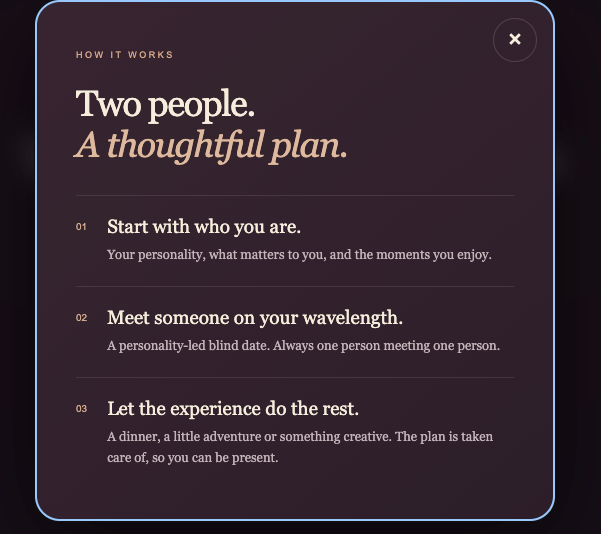 HOW IT WORKS
Two people.
A thoughtful plan.
01 Start with who you are.
Your personality, what matters to you, and the moments you enjoy.
02 Meet someone on your wavelength.
A personality-led blind date. Always one person meeting one person.
03 Let the experience do the rest.
A dinner, a little adventure or something creative. The plan is taken
care of, so you can be present.